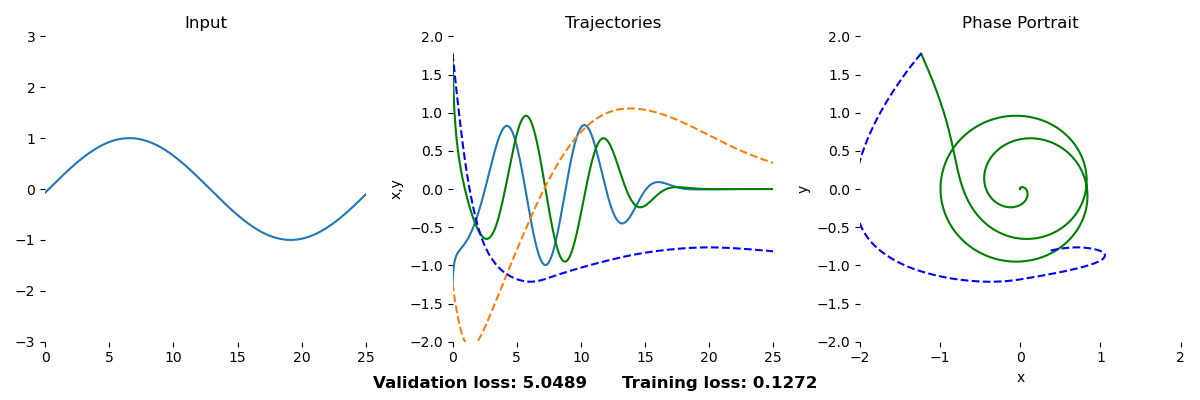 Input
3
2
1
0
−1
−2
−3
0 5 10 15 20 25
Trajectories
x,y
2.0
1.5
1.0
0.5
0.0
−0.5
−1.0
−1.5
−2.0
0 5 10 15 20 25
Phase Portrait
y
2.0
1.5
1.0
0.5
0.0
−0.5
−1.0
−1.5
−2.0
−2 −1 0 1 2
x
Validation loss: 5.0489 Training loss: 0.1272